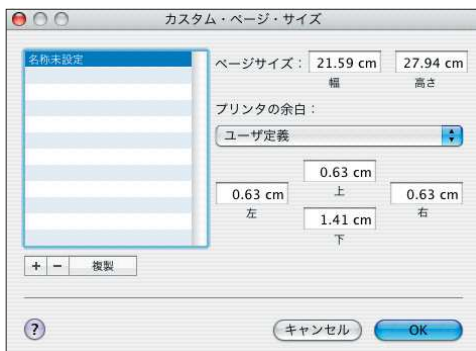 カスタム・ページ・サイズ
名称未設定
ページサイズ： 21.59 cm 27.94 cm
幅 高さ
プリンタの余白：
ユーザ定義
0.63 cm
上
0.63 cm 0.63 cm
左 右
1.41 cm
下
+ − 複製
? キャンセル OK